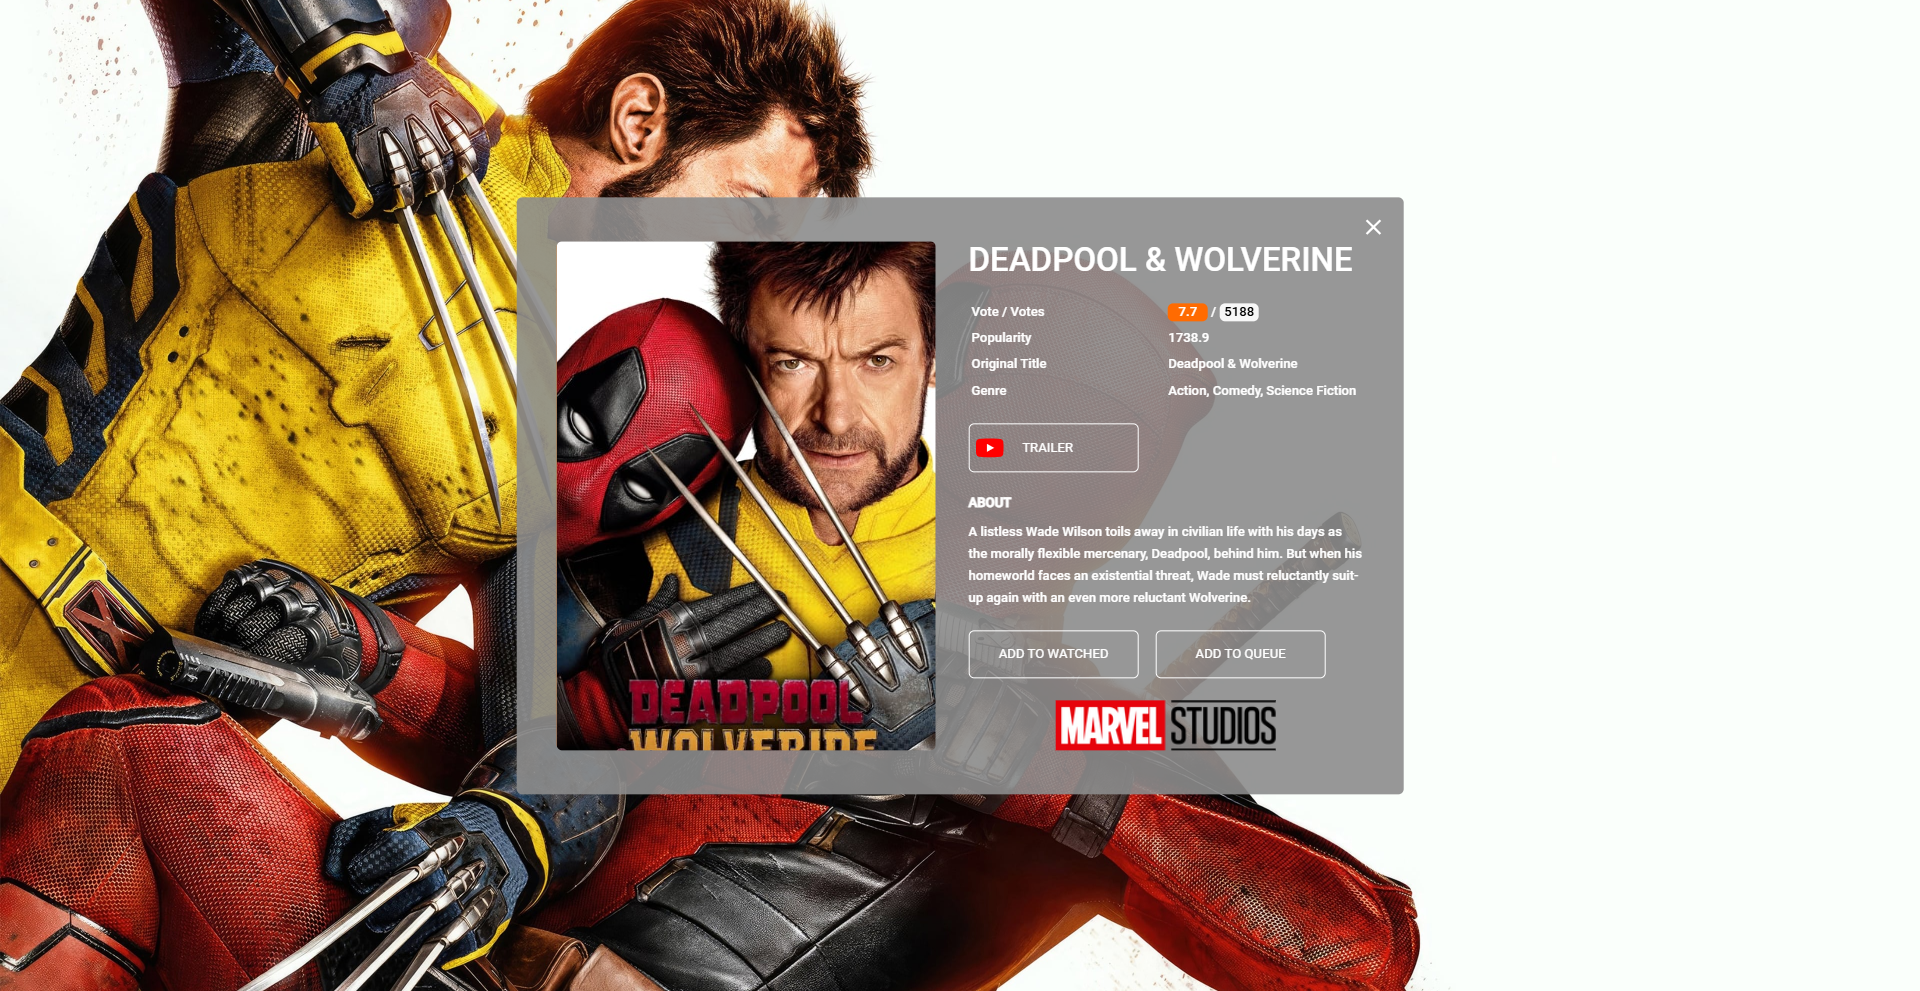 DEADPOOL & WOLVERINE
Vote / Votes 7.7 / 5188
Popularity 1738.9
Original Title Deadpool & Wolverine
Genre Action, Comedy, Science Fiction
TRAILER
ABOUT
A listless Wade Wilson toils away in civilian life with his days as
the morally flexible mercenary, Deadpool, behind him. But when his
homeworld faces an existential threat, Wade must reluctantly suit-
up again with an even more reluctant Wolverine.
ADD TO WATCHED ADD TO QUEUE
MARVEL STUDIOS
DEADPOOL
WOLVERINE